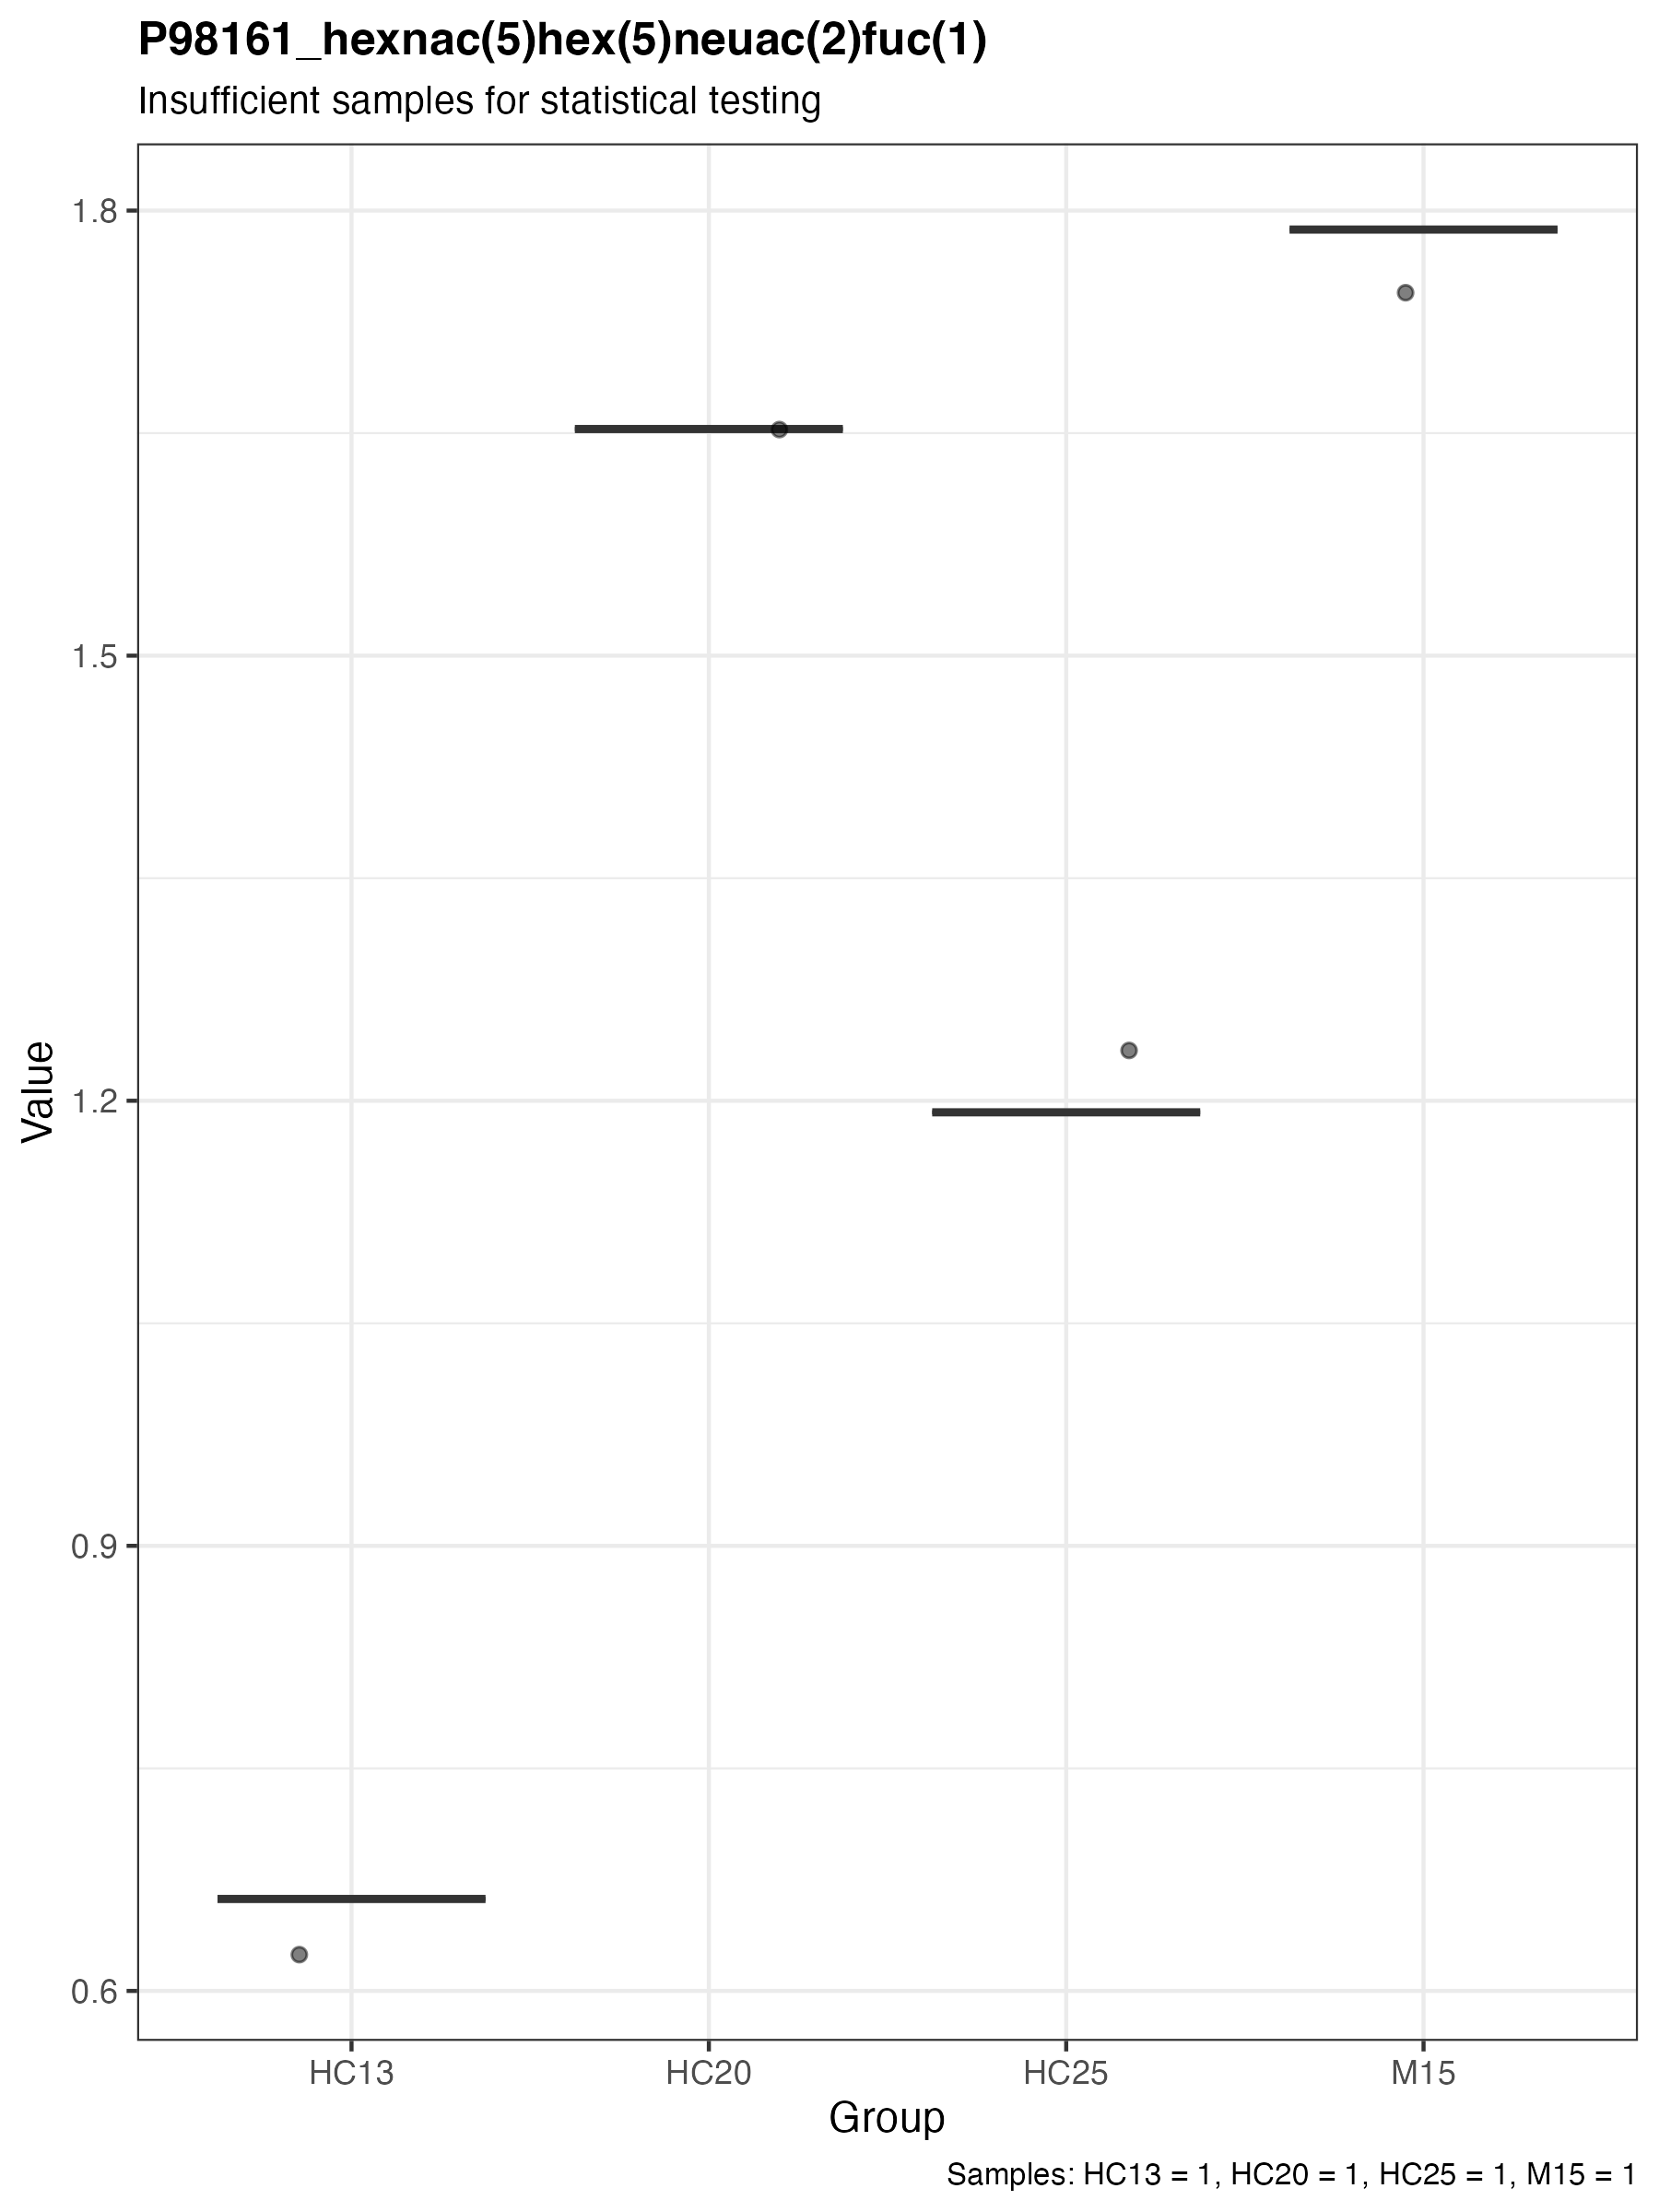 P98161_hexnac(5)hex(5)neuac(2)fuc(1)
Insufficient samples for statistical testing
1.8
1.5
1.2
0.9
0.6
Value
HC13 HC20 HC25 M15
Group
Samples: HC13 = 1, HC20 = 1, HC25 = 1, M15 = 1